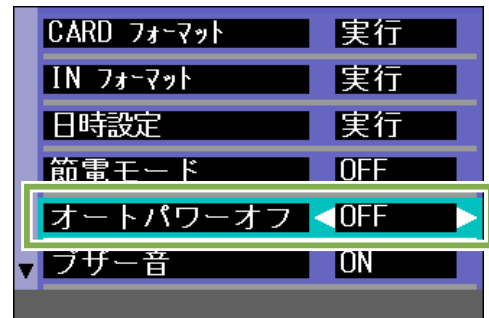 CARD フォーマット 実行
IN フォーマット 実行
日時設定 実行
節電モード OFF
オートパワーオフ OFF
ブザー音 ON